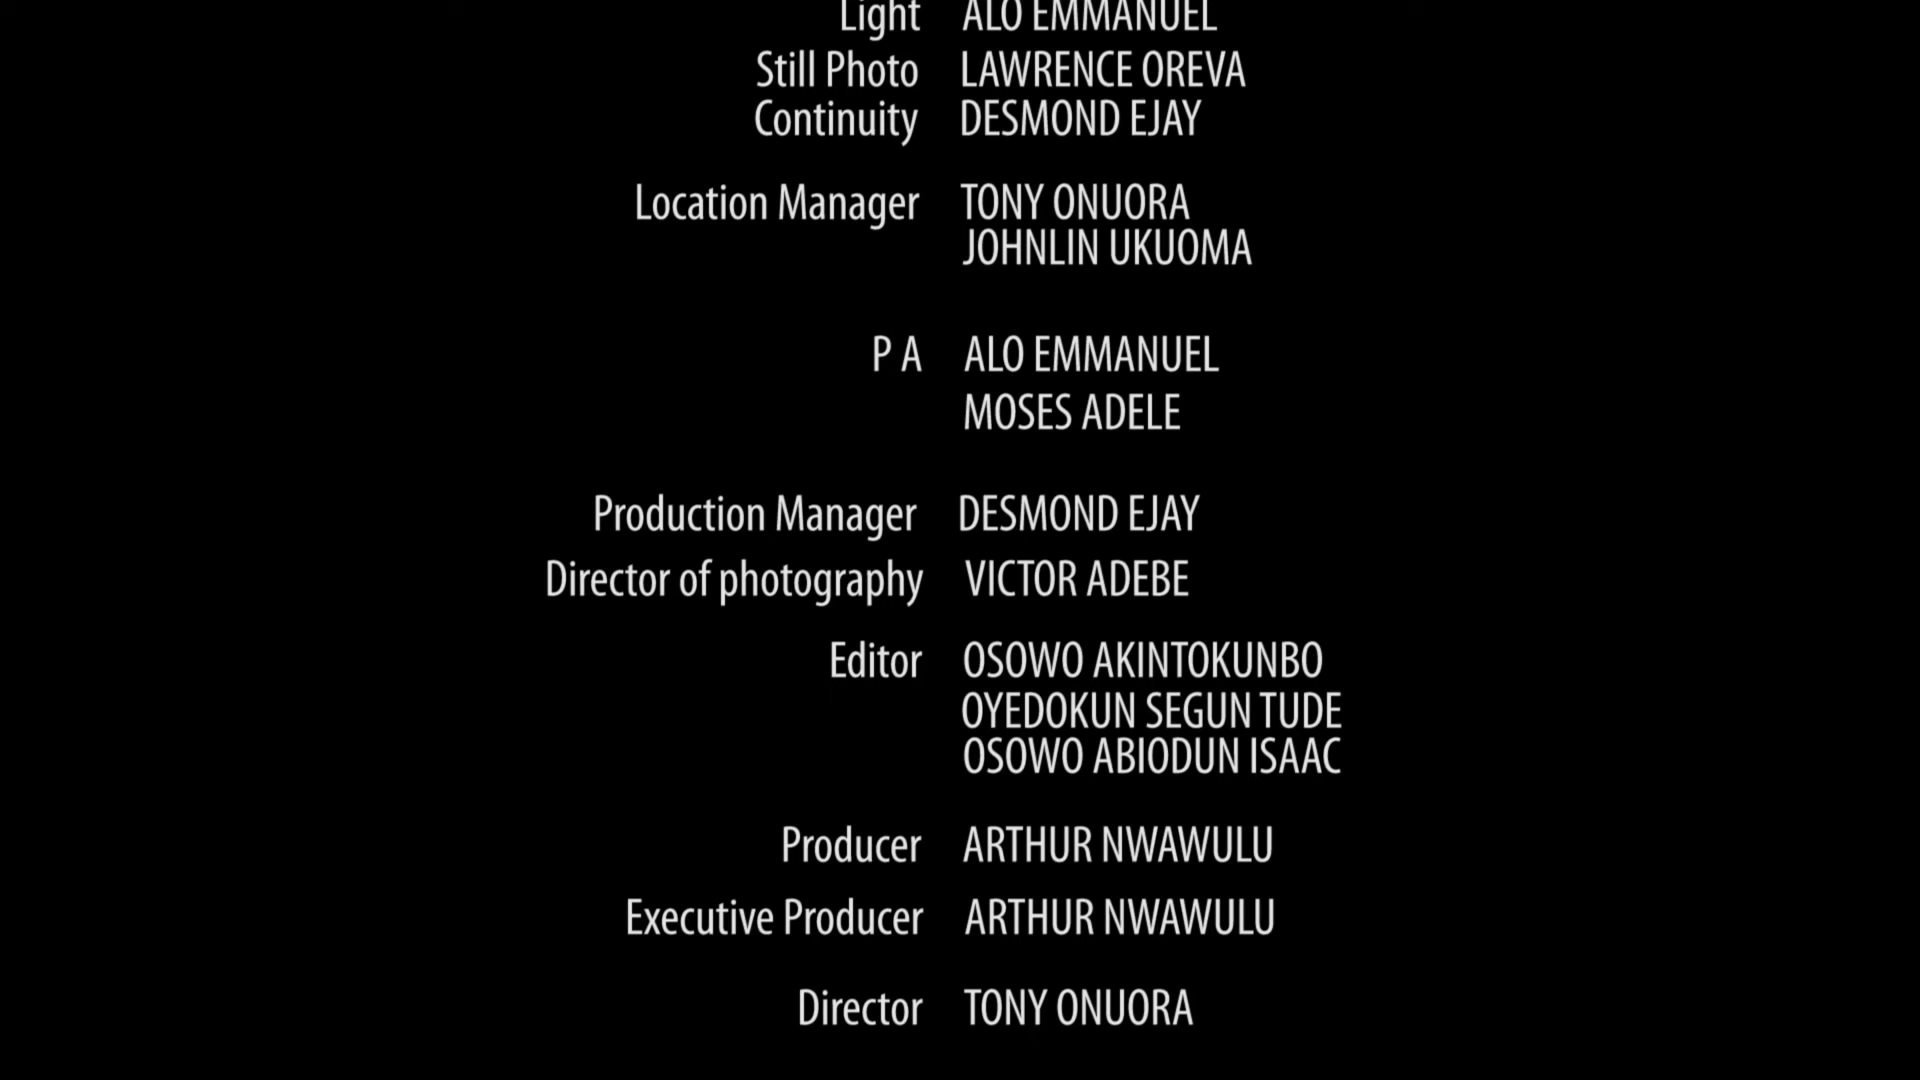 Light ALO EMMANUEL
Still Photo LAWRENCE OREVA
Continuity DESMOND EJAY
Location Manager TONY ONUORA
JOHNLIN UKUOMA
P A ALO EMMANUEL
MOSES ADELE
Production Manager DESMOND EJAY
Director of photography VICTOR ADEBE
Editor OSOWO AKINTOKUNBO
OYEDOKUN SEGUN TUDE
OSOWO ABIODUN ISAAC
Producer ARTHUR NWAWULU
Executive Producer ARTHUR NWAWULU
Director TONY ONUORA